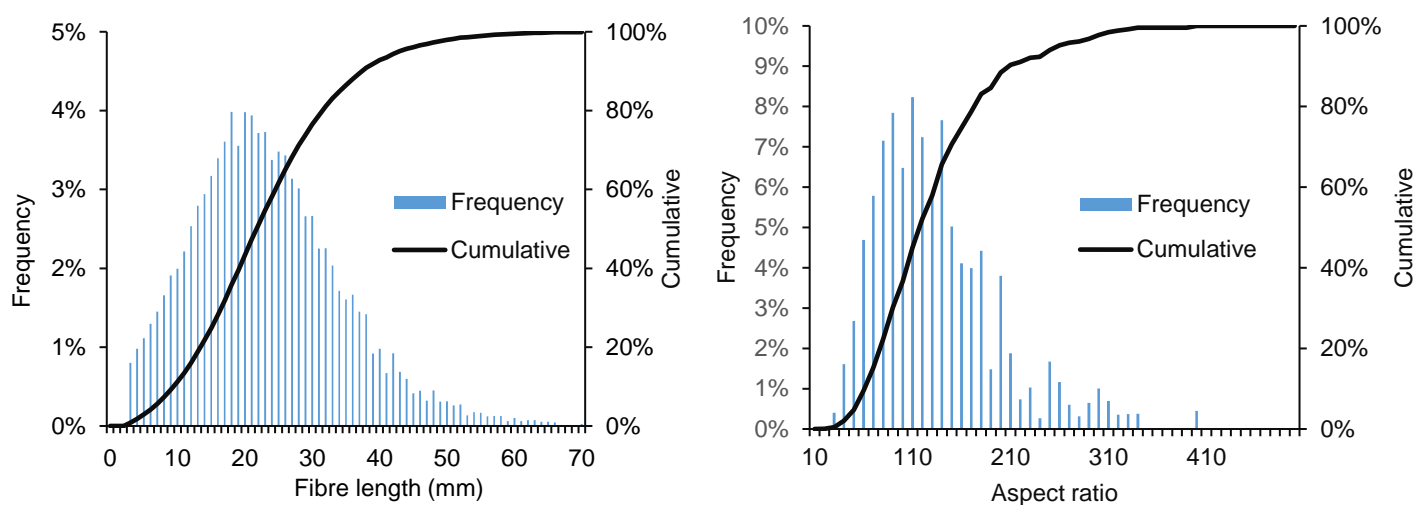 5%
4%
3%
2%
1%
0%
Frequency
100%
80%
60%
40%
20%
0%
Cumulative
Frequency
Cumulative
0 10 20 30 40 50 60 70
Fibre length (mm)
10%
9%
8%
7%
6%
5%
4%
3%
2%
1%
0%
Frequency
100%
80%
60%
40%
20%
0%
Cumulative
Frequency
Cumulative
10 110 210 310 410
Aspect ratio